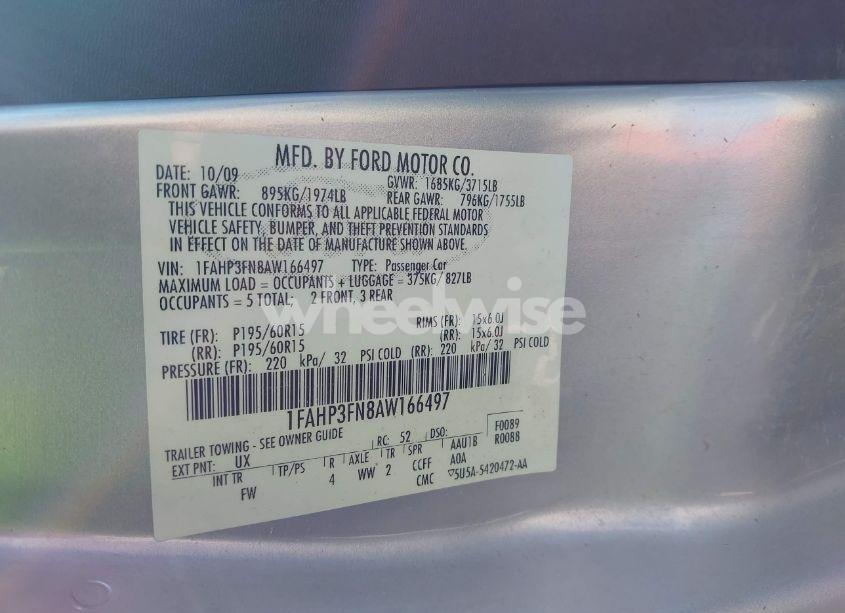 MFD. BY FORD MOTOR CO.
DATE: 10/09 GVWR: 1685KG/3715LB
FRONT GAWR: 895KG/1974LB REAR GAWR: 796KG/1755LB
THIS VEHICLE CONFORMS TO ALL APPLICABLE FEDERAL MOTOR
VEHICLE SAFETY, BUMPER, AND THEFT PREVENTION STANDARDS
IN EFFECT ON THE DATE OF MANUFACTURE SHOWN ABOVE.
VIN: 1FAHP3FN8AW166497 TYPE: Passenger Car
MAXIMUM LOAD = OCCUPANTS + LUGGAGE = 375KG/827LB
OCCUPANTS = 5 TOTAL; 2 FRONT, 3 REAR
wheelwise
TIRE (FR): P195/60R15 RIMS (FR): 15x6.0J
(RR): P195/60R15 (RR): 15x6.0J
PRESSURE (FR): 220 kPa/ 32 PSI COLD (RR): 220 kPa/ 32 PSI COLD
1FAHP3FN8AW166497
TRAILER TOWING - SEE OWNER GUIDE RC: 52 DSO: F0089
EXT PNT: UX AAU18 R0088
INT TR TP/PS R AXLE TR SPR AOA
FW 4 WW 2 CCFF
CMC 5U5A-5420472-AA